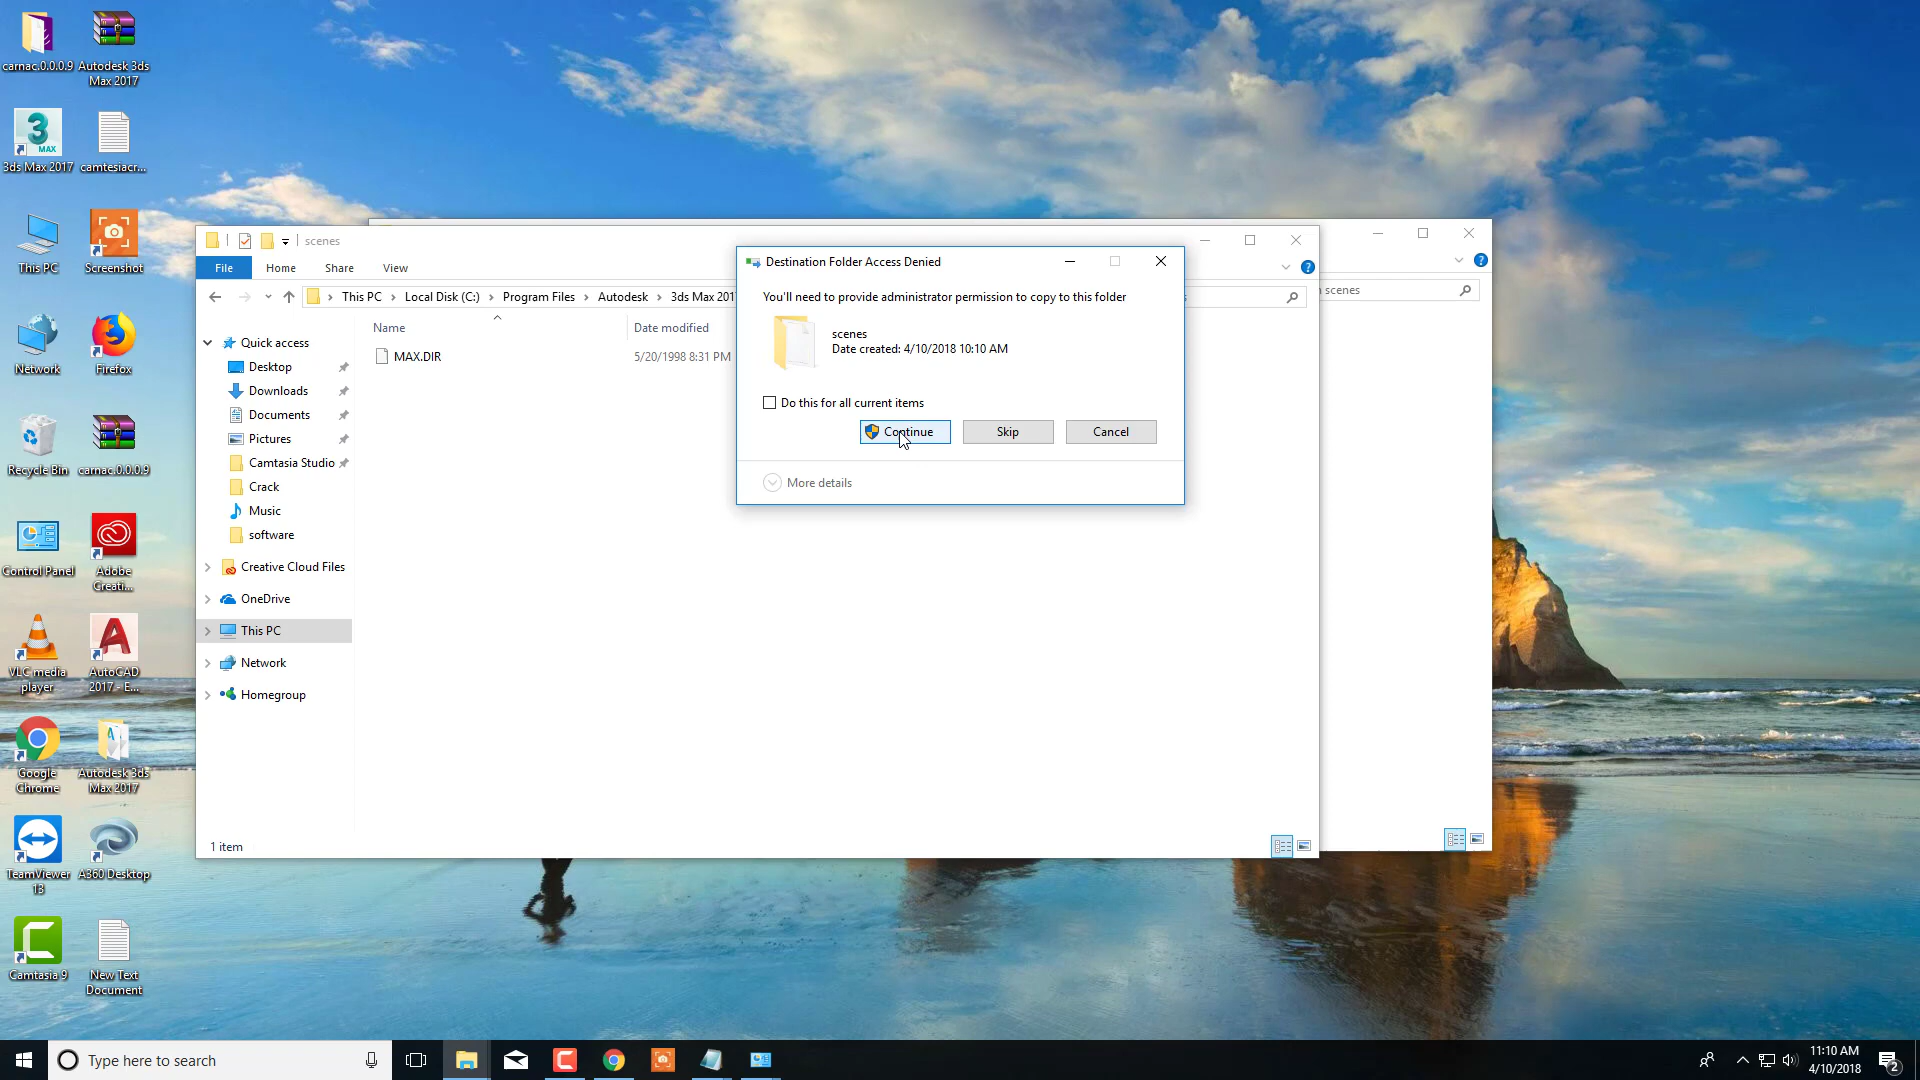 carnac.0.0.0.9
Autodesk 3ds
Max 2017
3ds Max 2017
camtesiacr...
This PC
Screenshot
Network
Firefox
Recycle Bin
carnac.0.0.0.9
Control Panel
Adobe
Creati...
VLC media
player
AutoCAD
2017 - E...
Google
Chrome
Autodesk 3ds
Max 2017
TeamViewer
13
A360 Desktop
Camtasia 9
New Text
Document
scenes
File
Home
Share
View
This PC
Local Disk (C:)
Program Files
Autodesk
3ds Max 2017
Name
Date modified
MAX.DIR
5/20/1998 8:31 PM
Quick access
Desktop
Downloads
Documents
Pictures
Camtasia Studio
Crack
Music
software
Creative Cloud Files
OneDrive
This PC
Network
Homegroup
1 item
Destination Folder Access Denied
You'll need to provide administrator permission to copy to this folder
scenes
Date created: 4/10/2018 10:10 AM
Do this for all current items
Continue
Skip
Cancel
More details
scenes
Type here to search
11:10 AM
4/10/2018
2